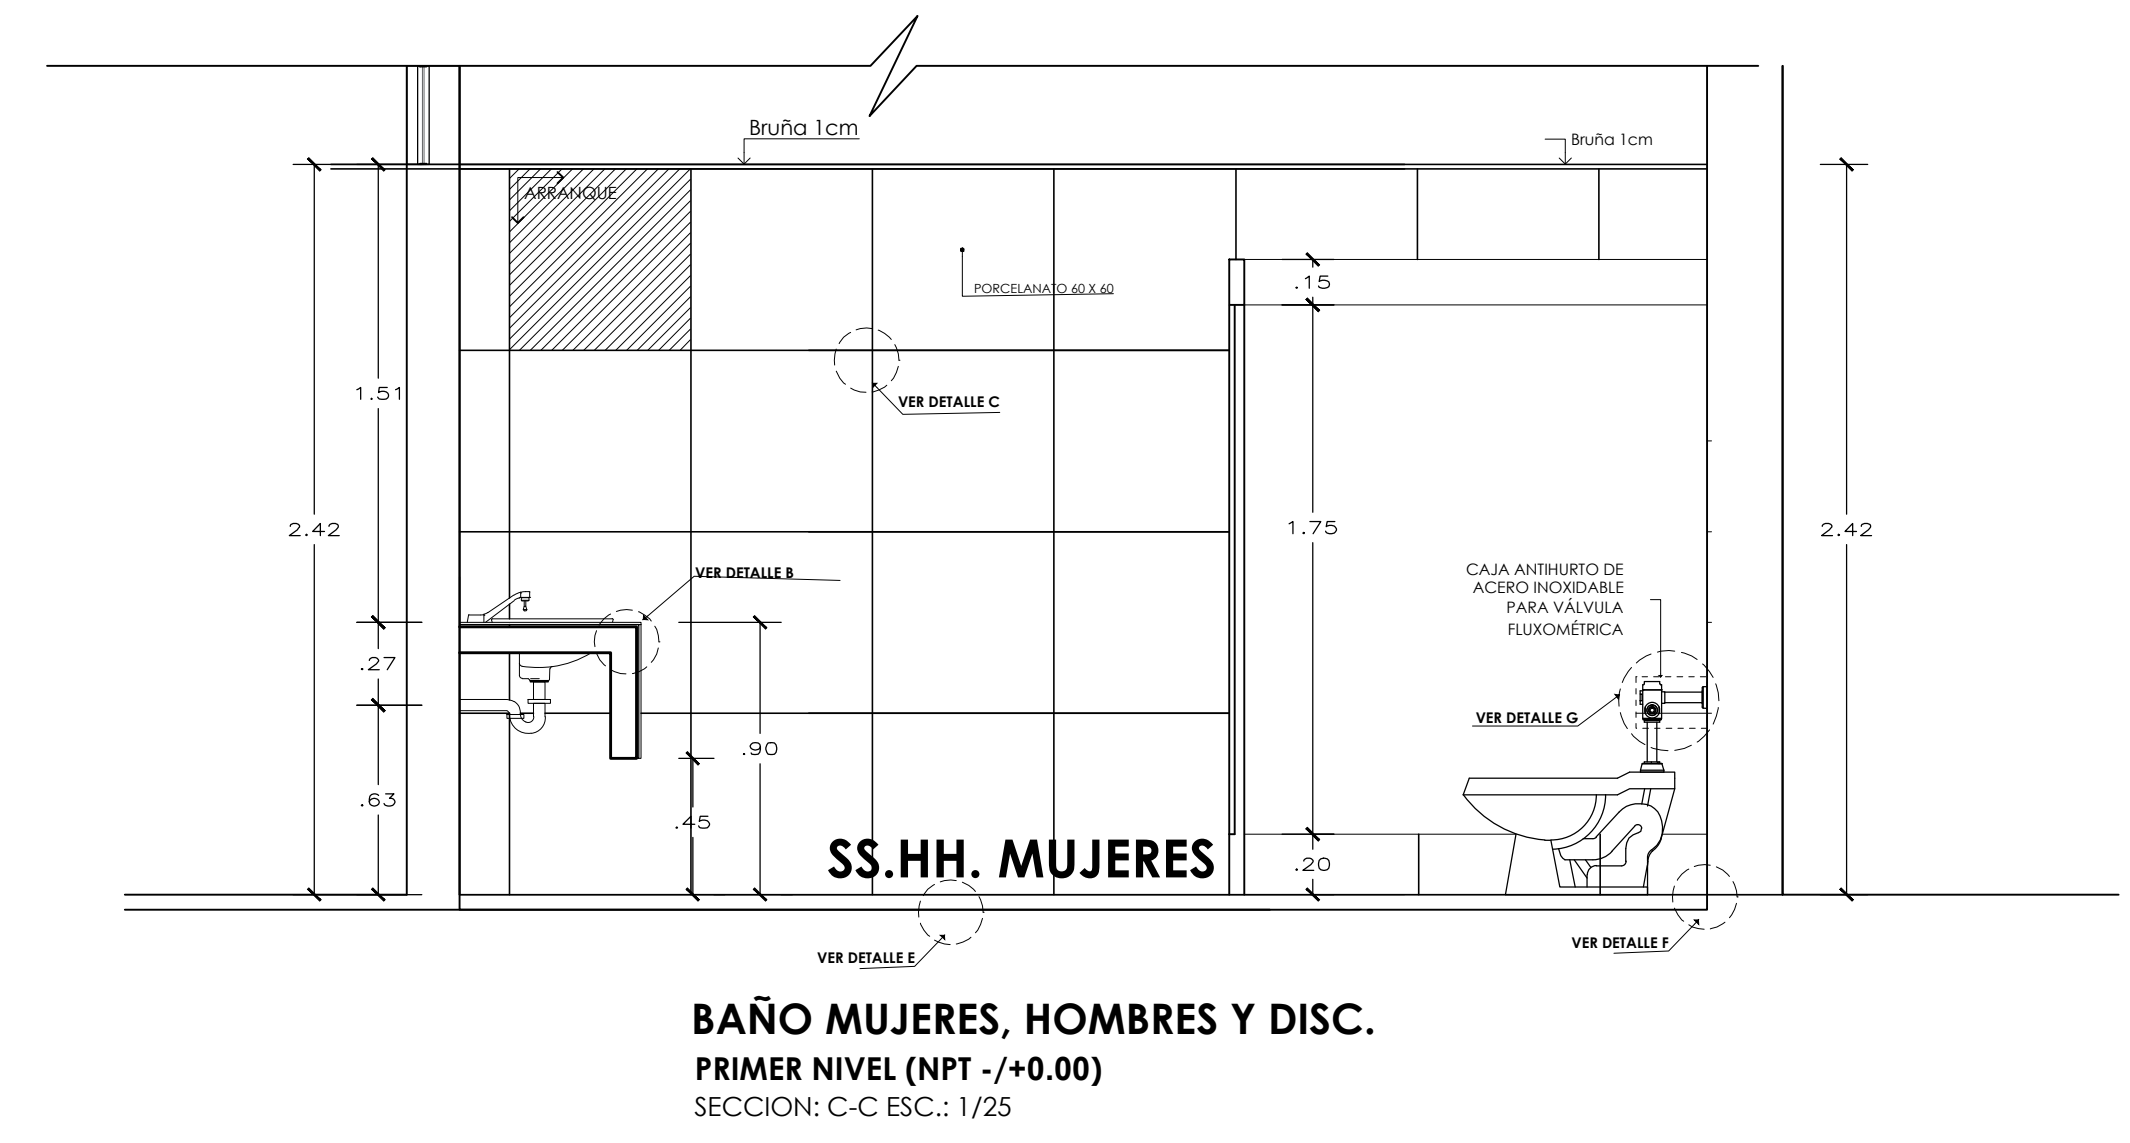 Bruña 1cm
Bruña 1cm
ARRANQUE
.15
PORCELANATO 60 X 60
1.51
VER DETALLE C
2.42
1.75
2.42
VER DETALLE B
CAJA ANTIHURTO DE
ACERO INOXIDABLE
PARA VÁLVULA
FLUXOMÉTRICA
.27
VER DETALLE G
.90
.63
.45
SS.HH. MUJERES
.20
VER DETALLE E
VER DETALLE F
BAÑO MUJERES, HOMBRES Y DISC.
PRIMER NIVEL (NPT -/+0.00)
SECCION: C-C ESC.: 1/25